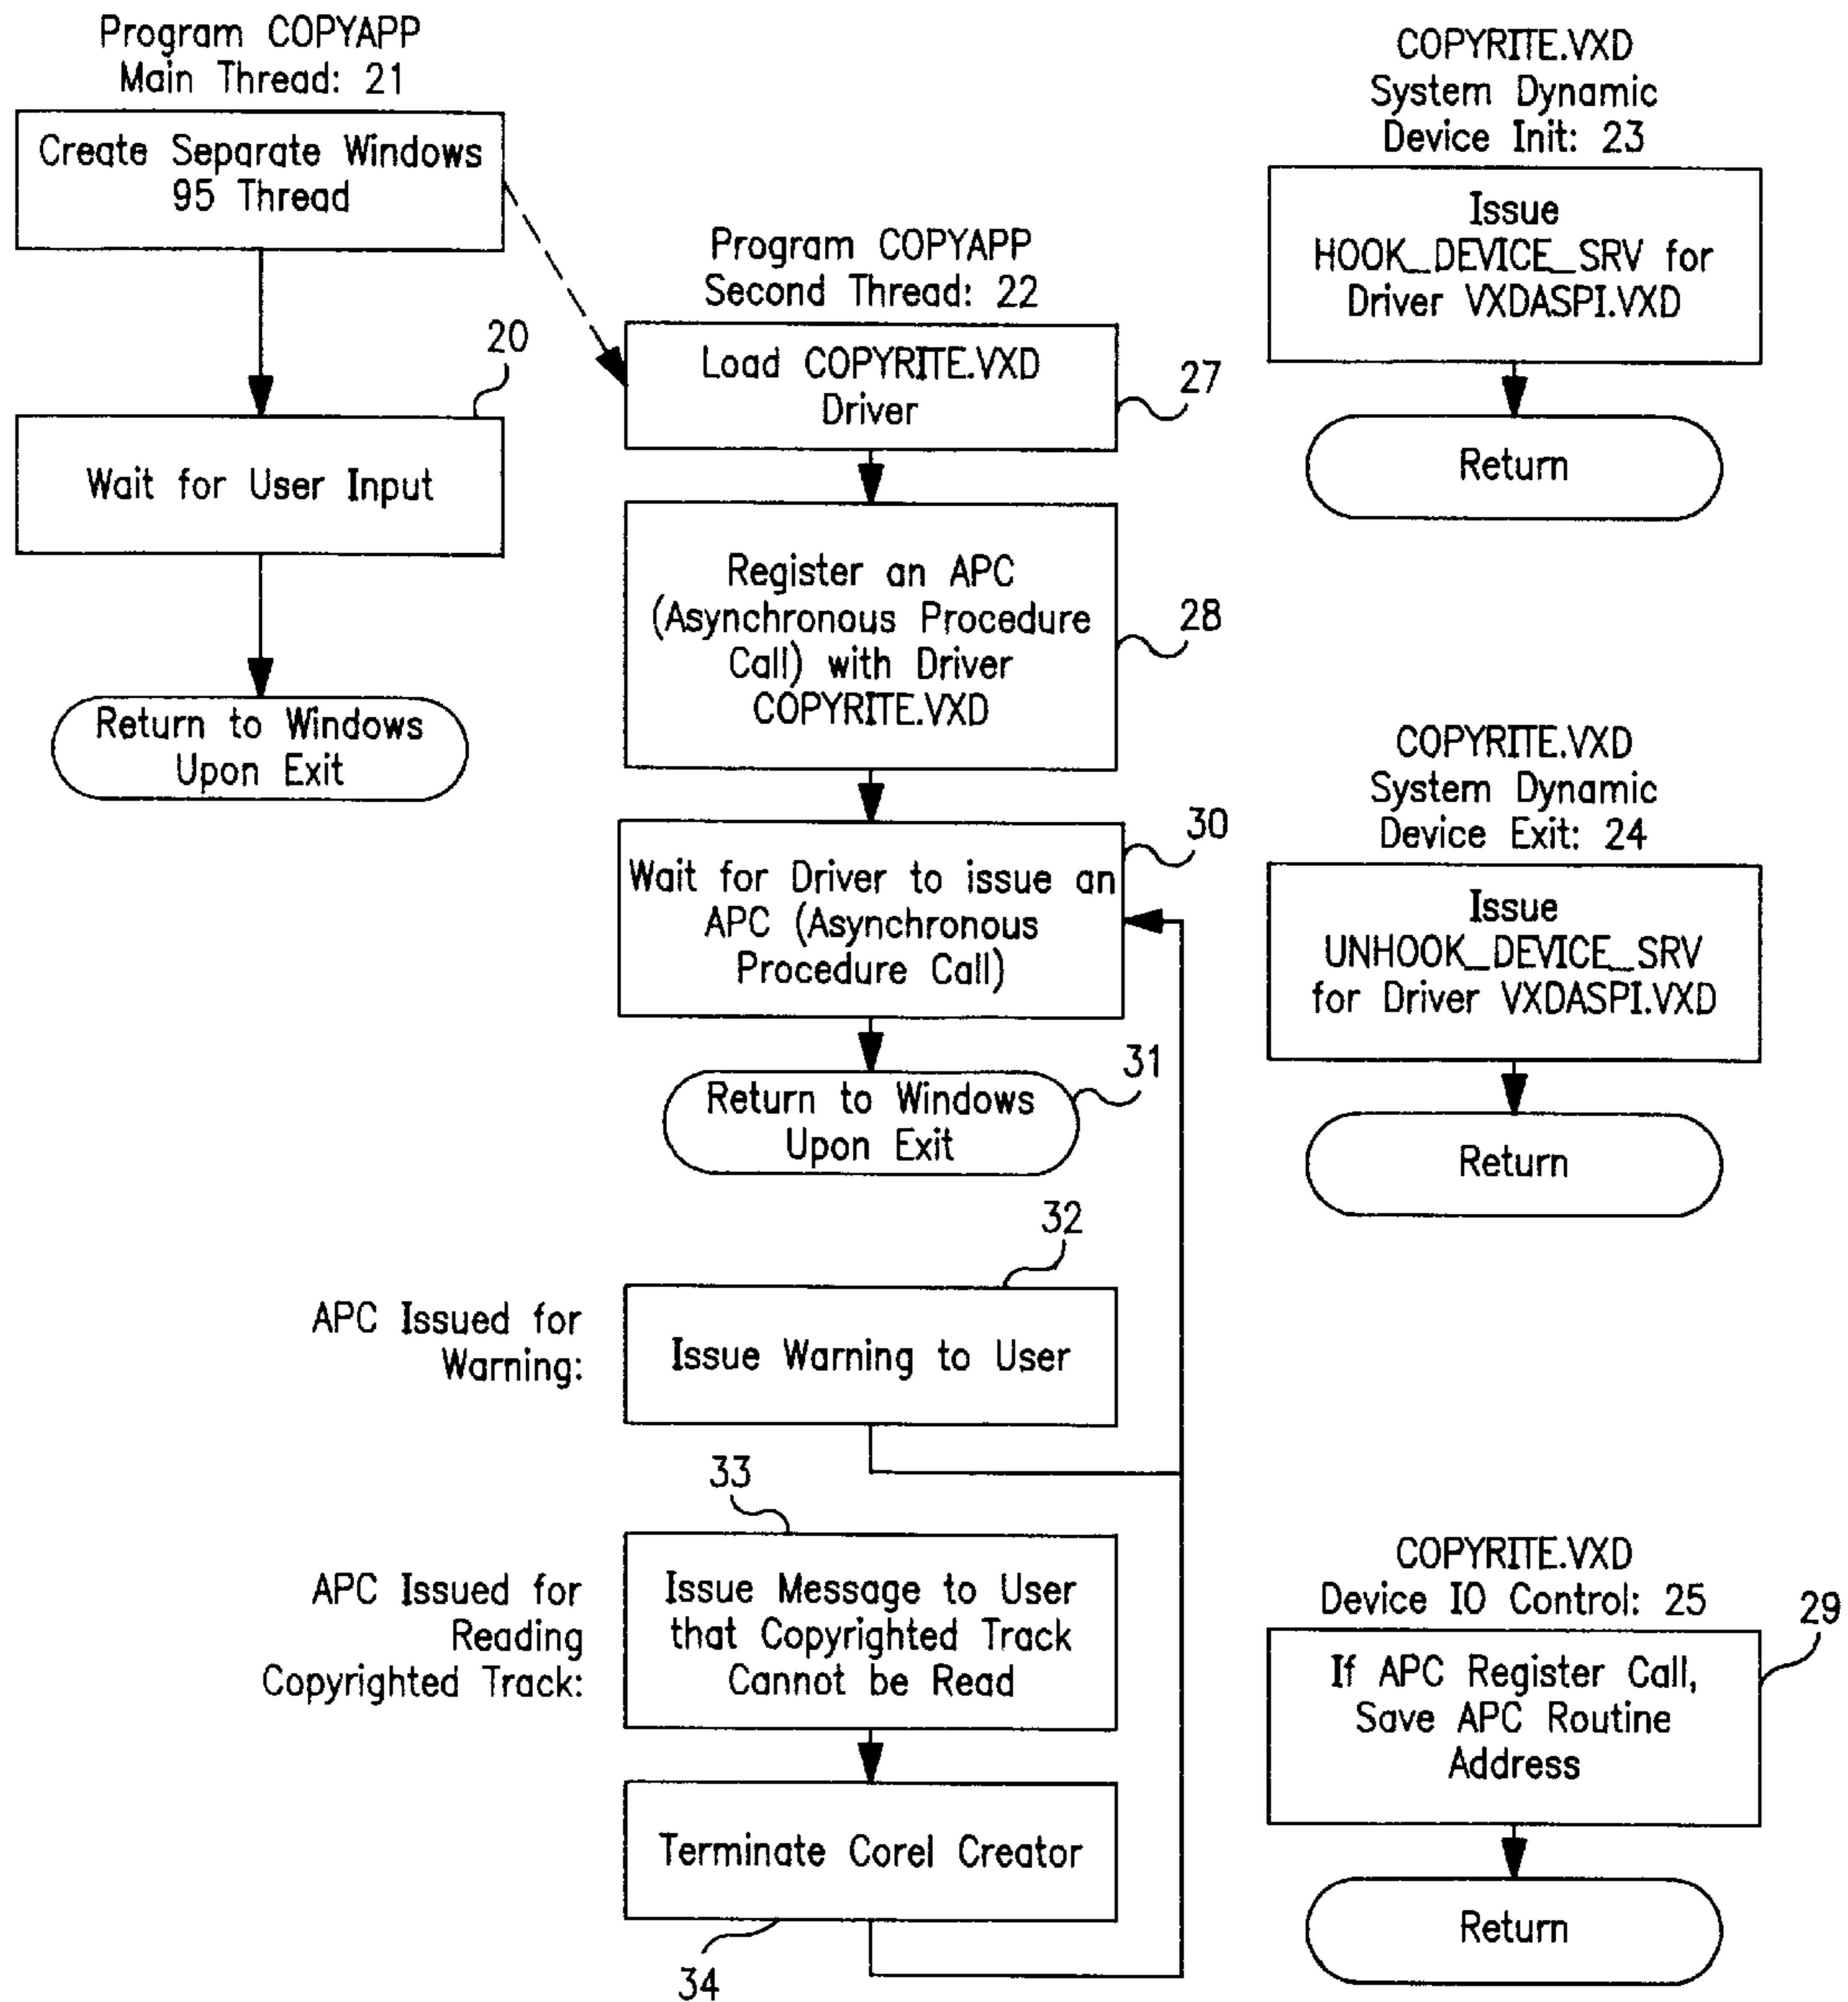 Program COPYAPP
Main Thread: 21
Create Separate Windows
95 Thread
20
Wait for User Input
Return to Windows
Upon Exit
Program COPYAPP
Second Thread: 22
Load COPYRITE.VXD
Driver
27
Register an APC
(Asynchronous Procedure
Call) with Driver
COPYRITE.VXD
28
30
Wait for Driver to issue an
APC (Asynchronous
Procedure Call)
31
Return to Windows
Upon Exit
32
APC Issued for
Warning:
Issue Warning to User
33
APC Issued for
Reading
Copyrighted Track:
Issue Message to User
that Copyrighted Track
Cannot be Read
Terminate Corel Creator
34
COPYRITE.VXD
System Dynamic
Device Init: 23
Issue
HOOK_DEVICE_SRV for
Driver VXDASPI.VXD
Return
COPYRITE.VXD
System Dynamic
Device Exit: 24
Issue
UNHOOK_DEVICE_SRV
for Driver VXDASPI.VXD
Return
COPYRITE.VXD
Device IO Control: 25
29
If APC Register Call,
Save APC Routine
Address
Return